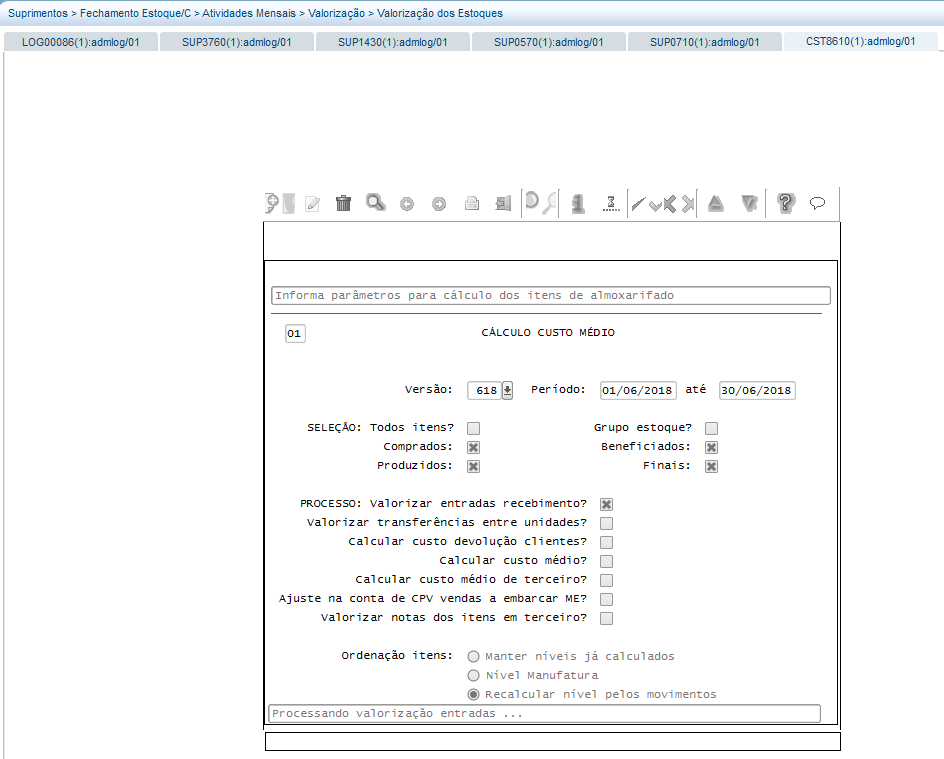 Suprimentos > Fechamento Estoque/C > Atividades Mensais > Valorização > Valorização dos Estoques
LOG00086(1):admlog/01 SUP3760(1):admlog/01 SUP1430(1):admlog/01 SUP0570(1):admlog/01 SUP0710(1):admlog/01 CST8610(1):admlog/01
Informa parâmetros para cálculo dos itens de almoxarifado
01 CÁLCULO CUSTO MÉDIO
Versão: 618 Período: 01/06/2018 até 30/06/2018
SELEÇÃO: Todos itens? Grupo estoque?
Comprados: Beneficiados:
Produzidos: Finais:
PROCESSO: Valorizar entradas recebimento?
Valorizar transferências entre unidades?
Calcular custo devolução clientes?
Calcular custo médio?
Calcular custo médio de terceiro?
Ajuste na conta de CPV vendas a embarcar ME?
Valorizar notas dos itens em terceiro?
Ordenação itens: Manter níveis já calculados
Nível Manufatura
Recalcular nível pelos movimentos
Processando valorização entradas ...